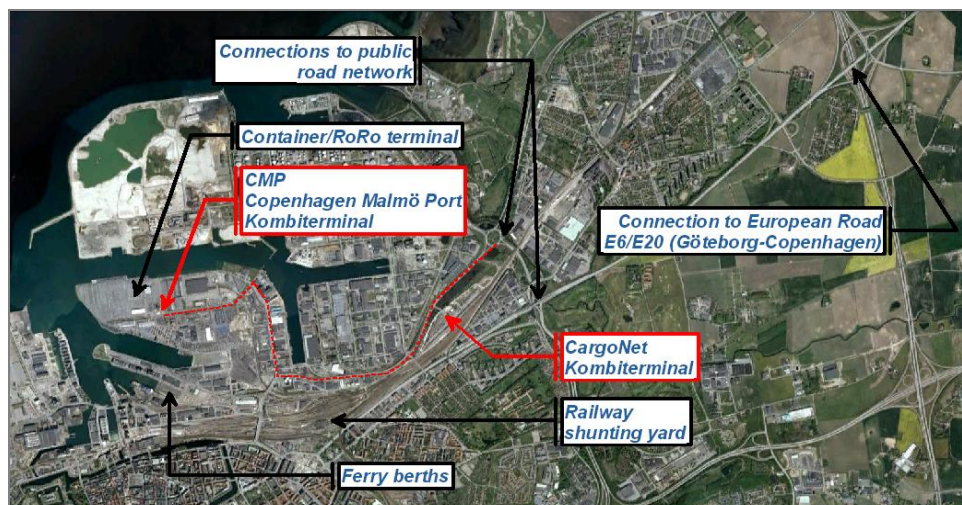 Connections to public
road network
Container/RoRo terminal
CMP
Copenhagen Malmö Port
Kombiterminal
Connection to European Road
E6/E20 (Göteborg-Copenhagen)
CargoNet
Kombiterminal
Railway
shunting yard
Ferry berths